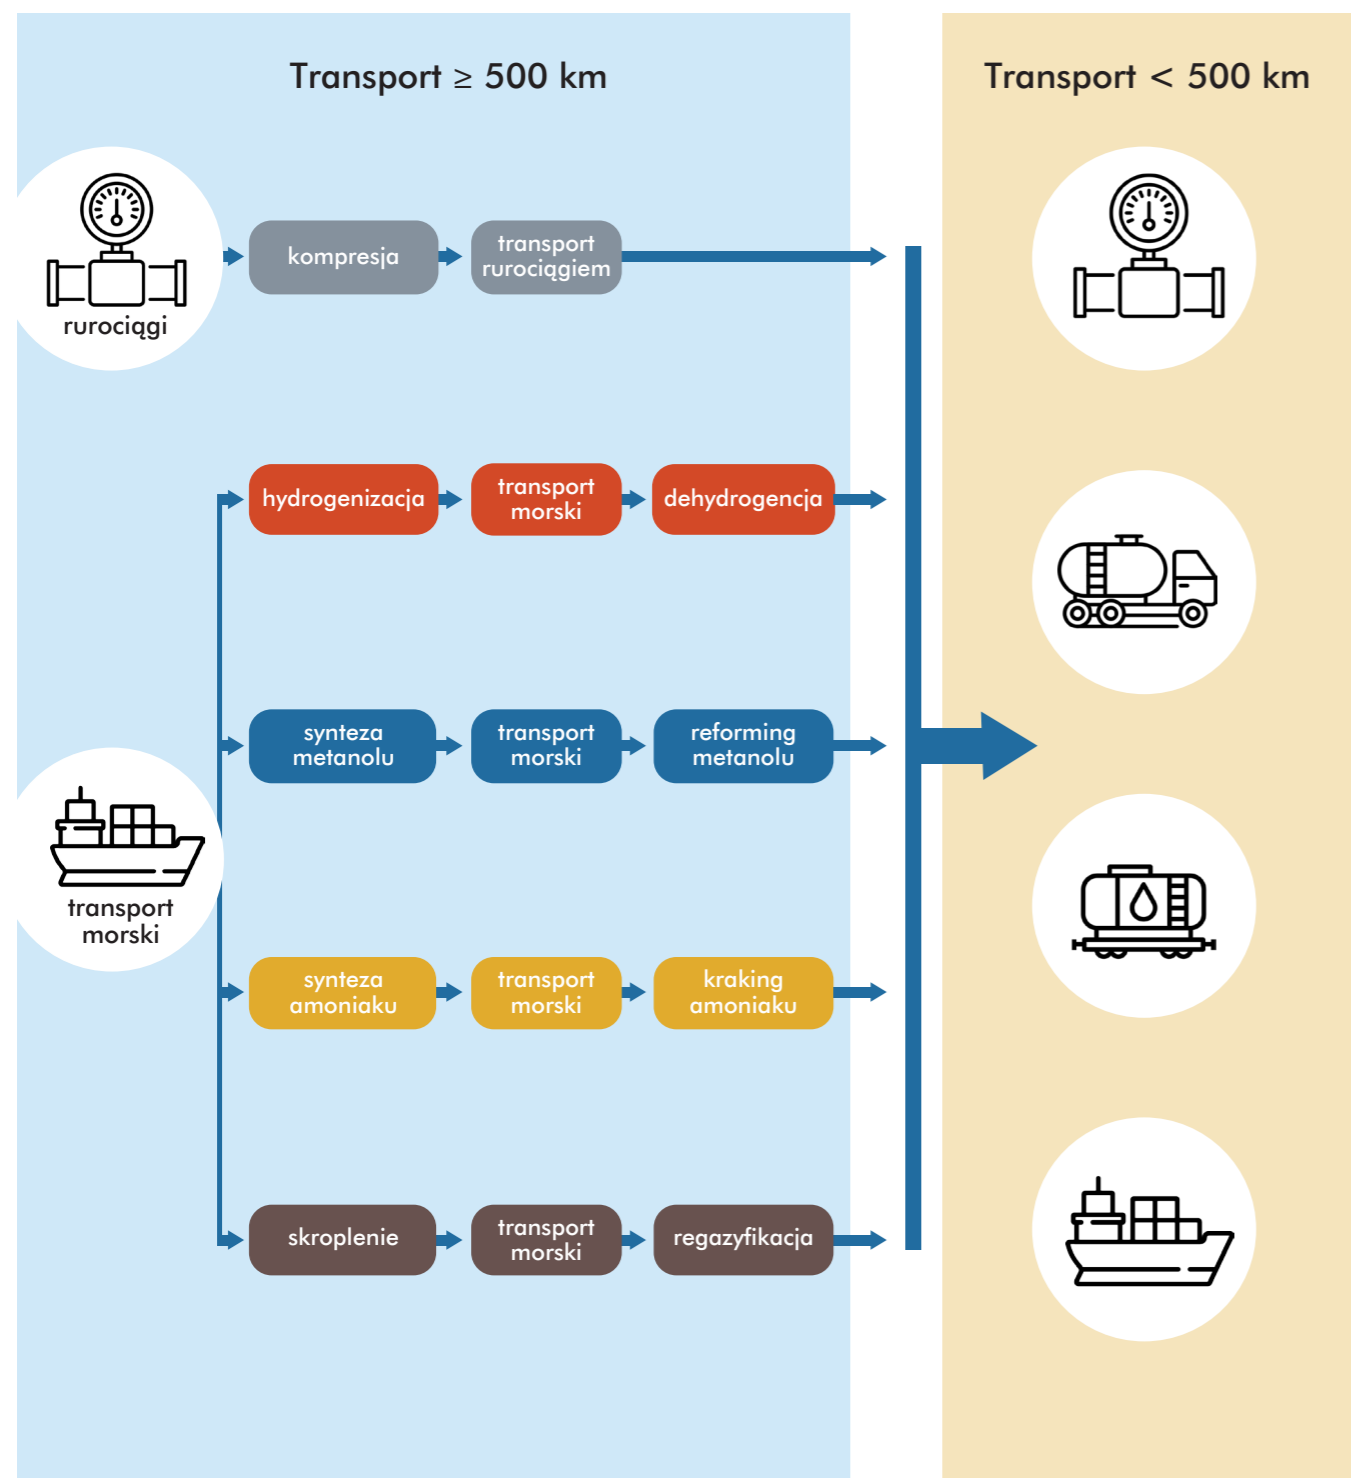 Transport ≥ 500 km
Transport < 500 km
rurociągi
kompresja
transport
rurociągiem
hydrogenizacja
transport
morski
dehydrogencja
synteza
metanolu
transport
morski
reforming
metanolu
transport
morski
synteza
amoniaku
transport
morski
kraking
amoniaku
skroplenie
transport
morski
regazyfikacja